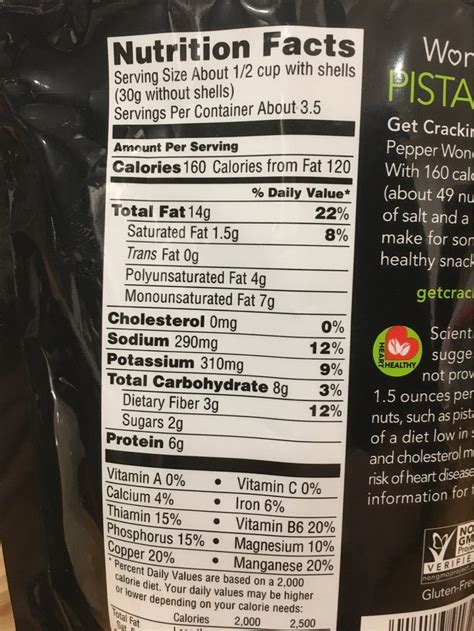 Nutrition Facts
Serving Size About 1/2 cup with shells
(30g without shells)
Servings Per Container About 3.5
Amount Per Serving
Calories 160 Calories from Fat 120
% Daily Value*
Total Fat 14g 22%
Saturated Fat 1.5g 8%
Trans Fat 0g
Polyunsaturated Fat 4g
Monounsaturated Fat 7g
Cholesterol 0mg 0%
Sodium 290mg 12%
Potassium 310mg 9%
Total Carbohydrate 8g 3%
Dietary Fiber 3g 12%
Sugars 2g
Protein 6g
Vitamin A 0% • Vitamin C 0%
Calcium 4% • Iron 6%
Thiamin 15% • Vitamin B6 20%
Phosphorus 15% • Magnesium 10%
Copper 20% • Manganese 20%
*Percent Daily Values are based on a 2,000
calorie diet. Your daily values may be higher
or lower depending on your calorie needs:
Calories 2,000 2,500
Total Fat
Won
PISTA
Get Crackin
Pepper Won
With 160 calo
(about 49 nu
of salt and a
make for son
healthy snack
getcrac
HEART HEALTHY
Scient
sugge
not prov
1.5 ounces per
nuts, such as pista
of a diet low in s
and cholesterol m
risk of heart disease
information for
NON
GMO
VERIFIE
nongmoproject.o
Gluten-Fre